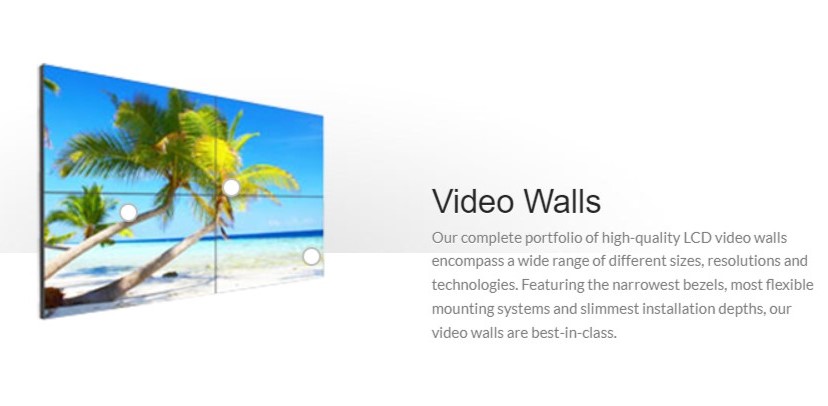 Video Walls
Our complete portfolio of high-quality LCD video walls
encompass a wide range of different sizes, resolutions and
technologies. Featuring the narrowest bezels, most flexible
mounting systems and slimmest installation depths, our
video walls are best-in-class.